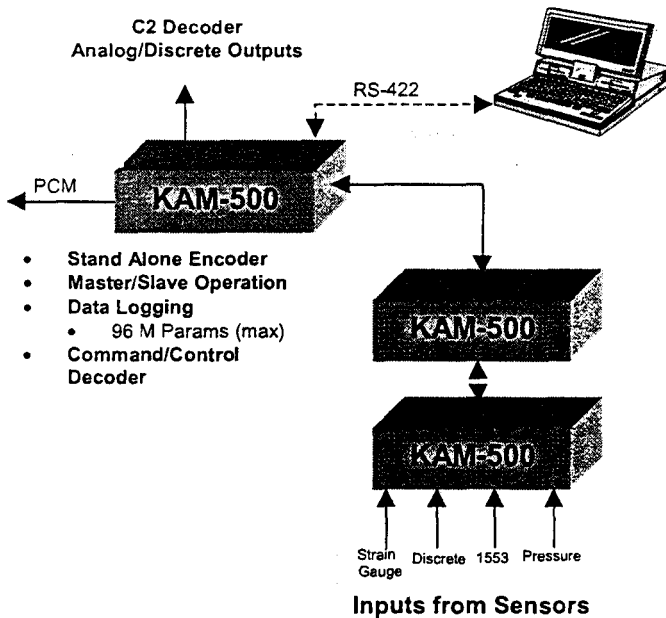 C2 Decoder
Analog/Discrete Outputs
RS-422
PCM
KAM-500
• Stand Alone Encoder
• Master/Slave Operation
• Data Logging
• 96 M Params (max)
• Command/Control
Decoder
KAM-500
KAM-500
Strain
Gauge
Discrete
1553
Pressure
Inputs from Sensors